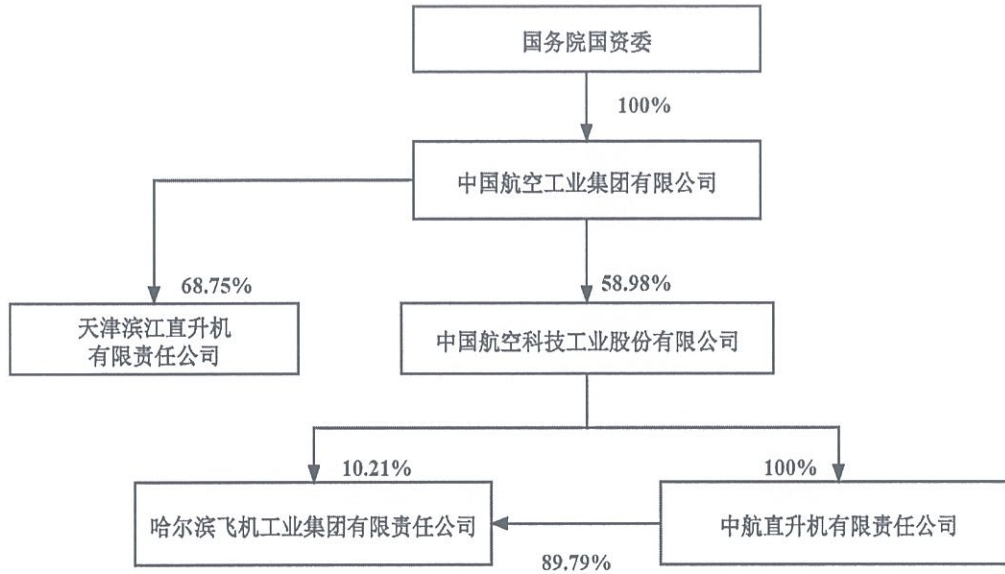 国务院国资委
100%
中国航空工业集团有限公司
68.75%
58.98%
天津滨江直升机
有限责任公司
中国航空科技工业股份有限公司
10.21%
100%
哈尔滨飞机工业集团有限责任公司
中航直升机有限责任公司
89.79%